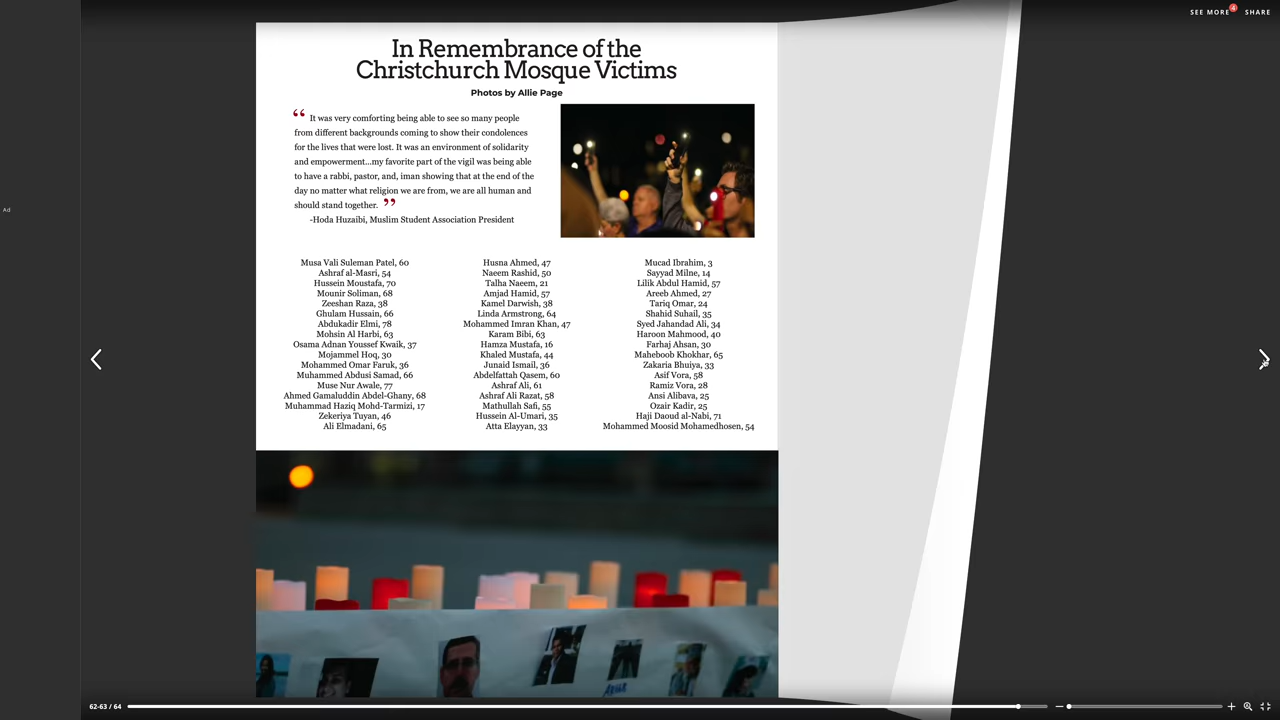 SEE MORE
4
SHARE
Ad
In Remembrance of the
Christchurch Mosque Victims
Photos by Allie Page
“ It was very comforting being able to see so many people
from different backgrounds coming to show their condolences
for the lives that were lost. It was an environment of solidarity
and empowerment...my favorite part of the vigil was being able
to have a rabbi, pastor, and, iman showing that at the end of the
day no matter what religion we are from, we are all human and
should stand together. ”
-Hoda Huzaibi, Muslim Student Association President
Musa Vali Suleman Patel, 60
Ashraf al-Masri, 54
Hussein Moustafa, 70
Mounir Soliman, 68
Zeeshan Raza, 38
Ghulam Hussain, 66
Abdukadir Elmi, 78
Mohsin Al Harbi, 63
Osama Adnan Youssef Kwaik, 37
Mojammel Hoq, 30
Mohammed Omar Faruk, 36
Muhammed Abdusi Samad, 66
Muse Nur Awale, 77
Ahmed Gamaluddin Abdel-Ghany, 68
Muhammad Haziq Mohd-Tarmizi, 17
Zekeriya Tuyan, 46
Ali Elmadani, 65
Husna Ahmed, 47
Naeem Rashid, 50
Talha Naeem, 21
Amjad Hamid, 57
Kamel Darwish, 38
Linda Armstrong, 64
Mohammed Imran Khan, 47
Karam Bibi, 63
Hamza Mustafa, 16
Khaled Mustafa, 44
Junaid Ismail, 36
Abdelfattah Qasem, 60
Ashraf Ali, 61
Ashraf Ali Razat, 58
Mathullah Safi, 55
Hussein Al-Umari, 35
Atta Elayyan, 33
Mucad Ibrahim, 3
Sayyad Milne, 14
Lilik Abdul Hamid, 57
Areeb Ahmed, 27
Tariq Omar, 24
Shahid Suhail, 35
Syed Jahandad Ali, 34
Haroon Mahmood, 40
Farhaj Ahsan, 30
Maheboob Khokhar, 65
Zakaria Bhuiya, 33
Asif Vora, 58
Ramiz Vora, 28
Ansi Alibava, 25
Ozair Kadir, 25
Haji Daoud al-Nabi, 71
Mohammed Moosid Mohamedhosen, 54
62-63 / 64